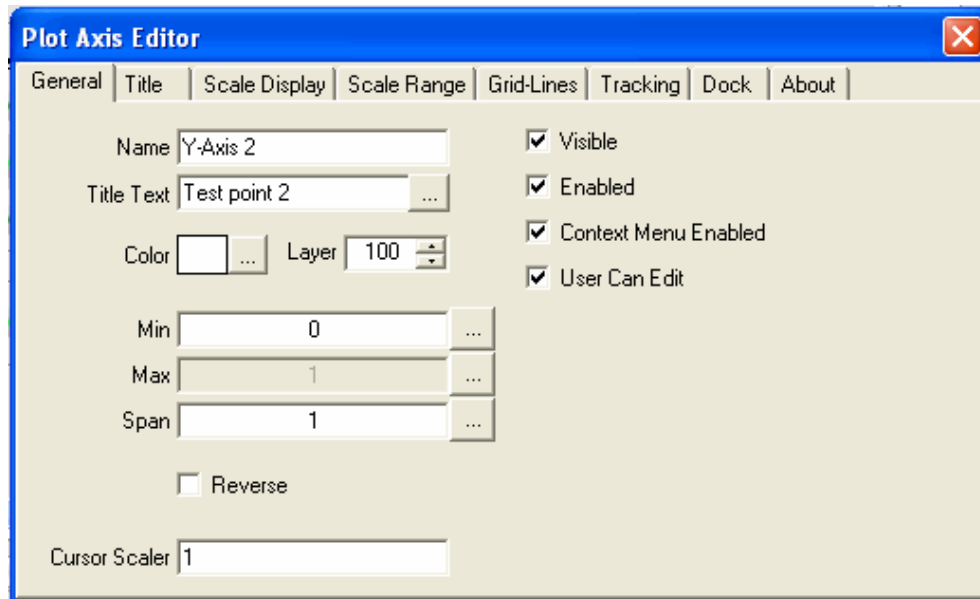 Plot Axis Editor
General Title Scale Display Scale Range Grid-Lines Tracking Dock About
Name Y-Axis 2
Visible
Title Text Test point 2 ...
Enabled
Color ... Layer 100
Context Menu Enabled
User Can Edit
Min 0 ...
Max 1 ...
Span 1 ...
Reverse
Cursor Scaler 1